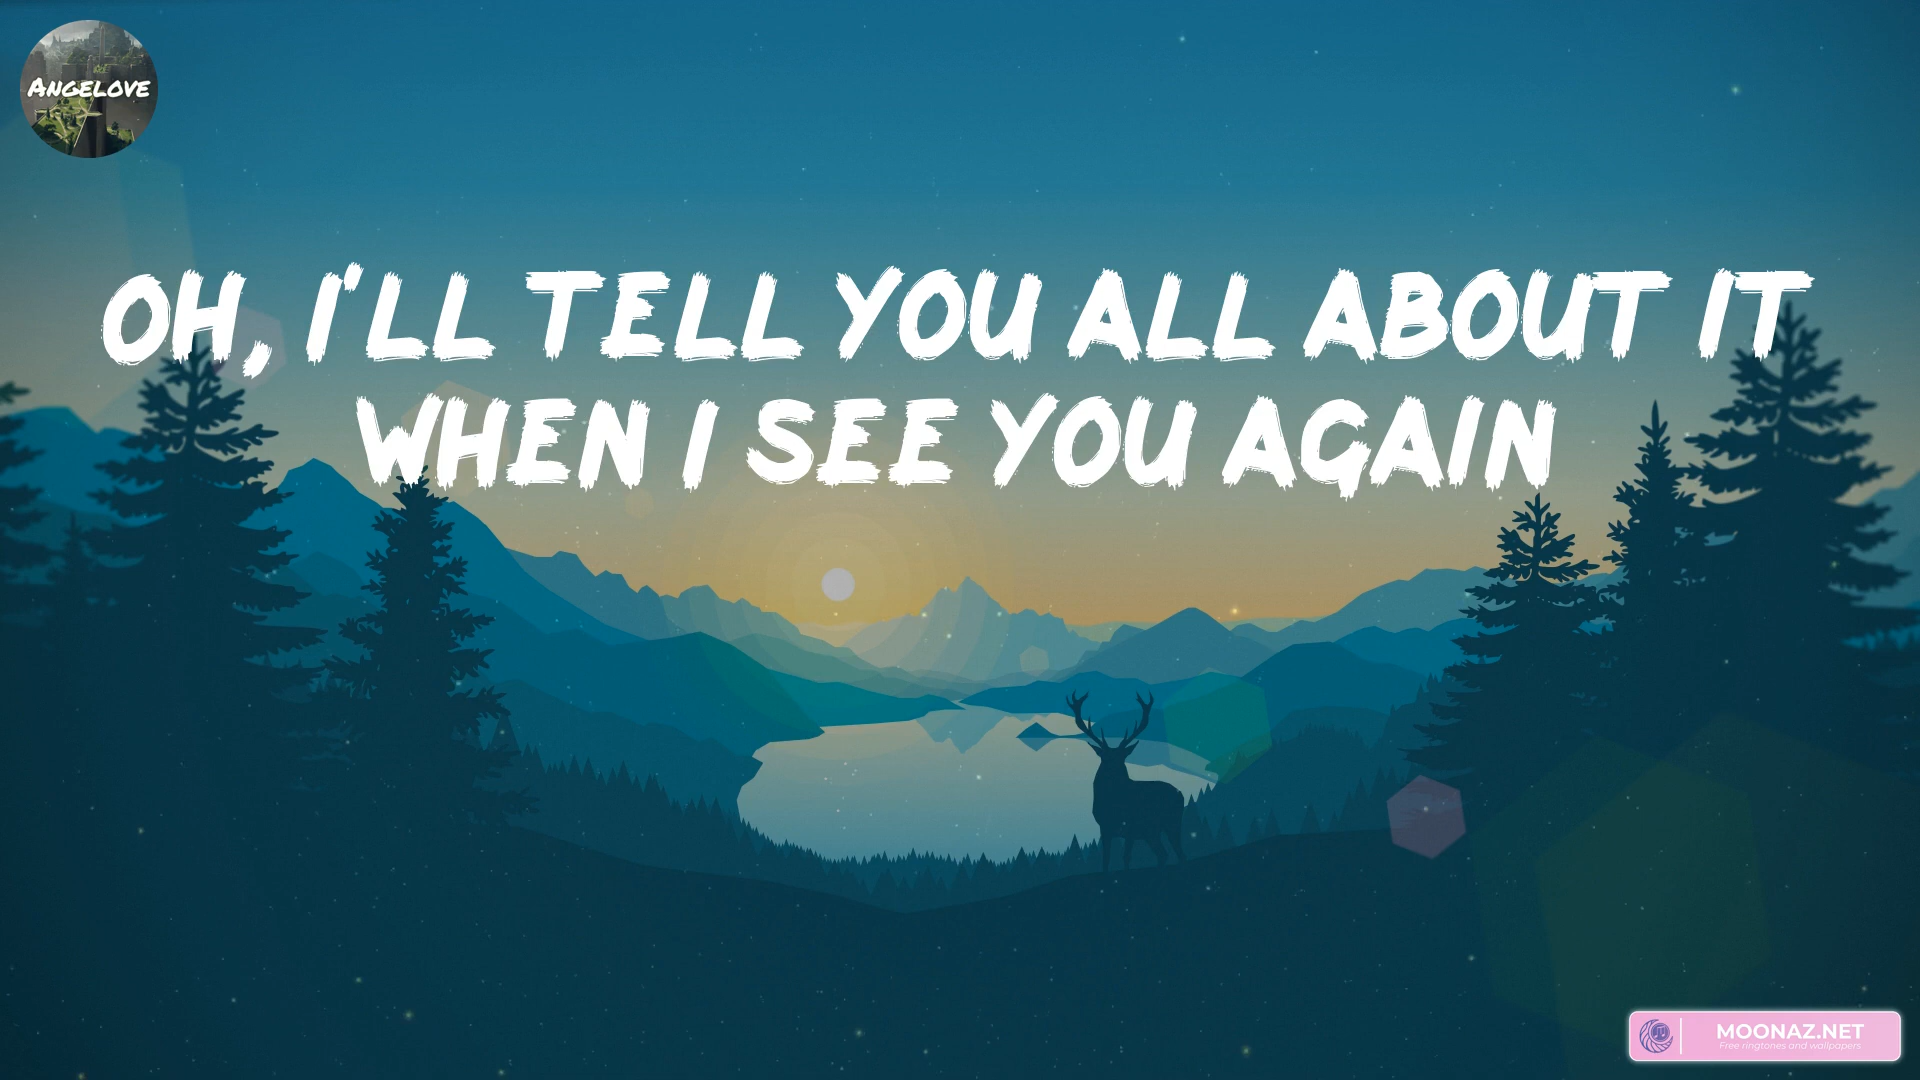 ANGELOVE
OH, I'LL TELL YOU ALL ABOUT IT
WHEN I SEE YOU AGAIN
MOONAZ.NET
Free ringtones and wallpapers